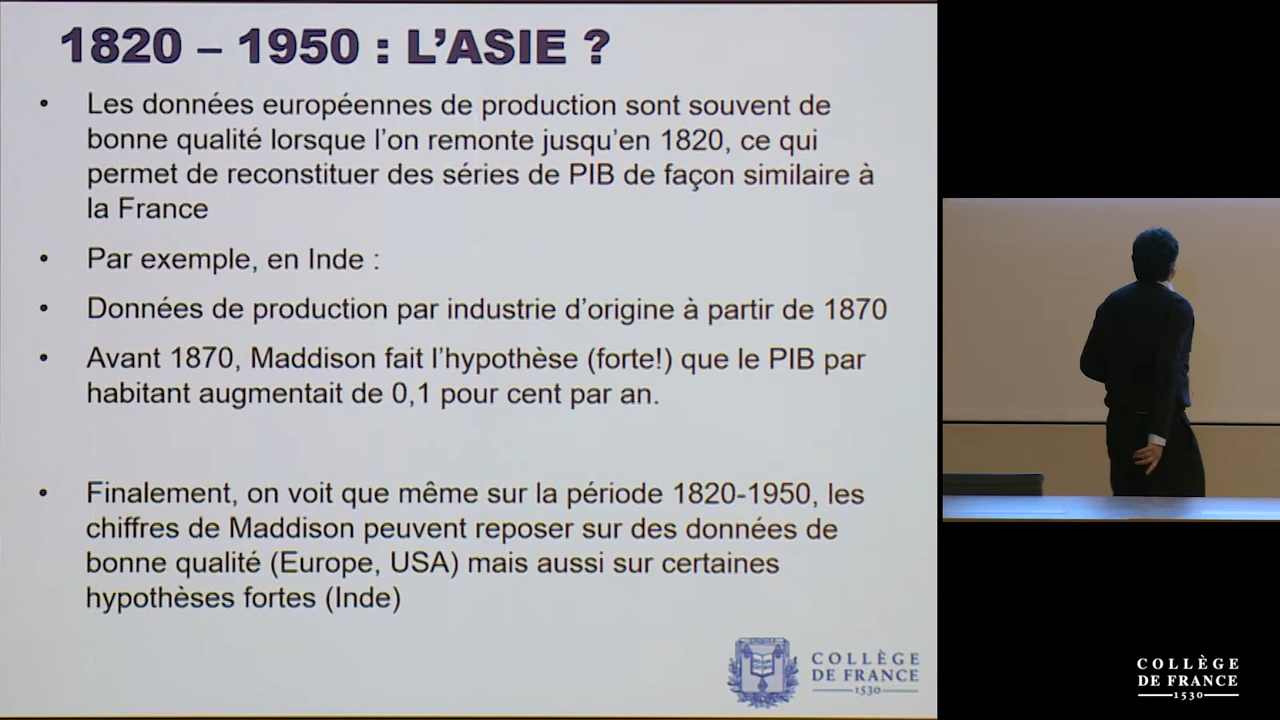 1820 – 1950 : L'ASIE ?
• Les données européennes de production sont souvent de
bonne qualité lorsque l'on remonte jusqu'en 1820, ce qui
permet de reconstituer des séries de PIB de façon similaire à
la France
• Par exemple, en Inde :
• Données de production par industrie d'origine à partir de 1870
• Avant 1870, Maddison fait l'hypothèse (forte!) que le PIB par
habitant augmentait de 0,1 pour cent par an.
• Finalement, on voit que même sur la période 1820-1950, les
chiffres de Maddison peuvent reposer sur des données de
bonne qualité (Europe, USA) mais aussi sur certaines
hypothèses fortes (Inde)
COLLÈGE
DE FRANCE
1530
COLLÈGE
DE FRANCE
1530